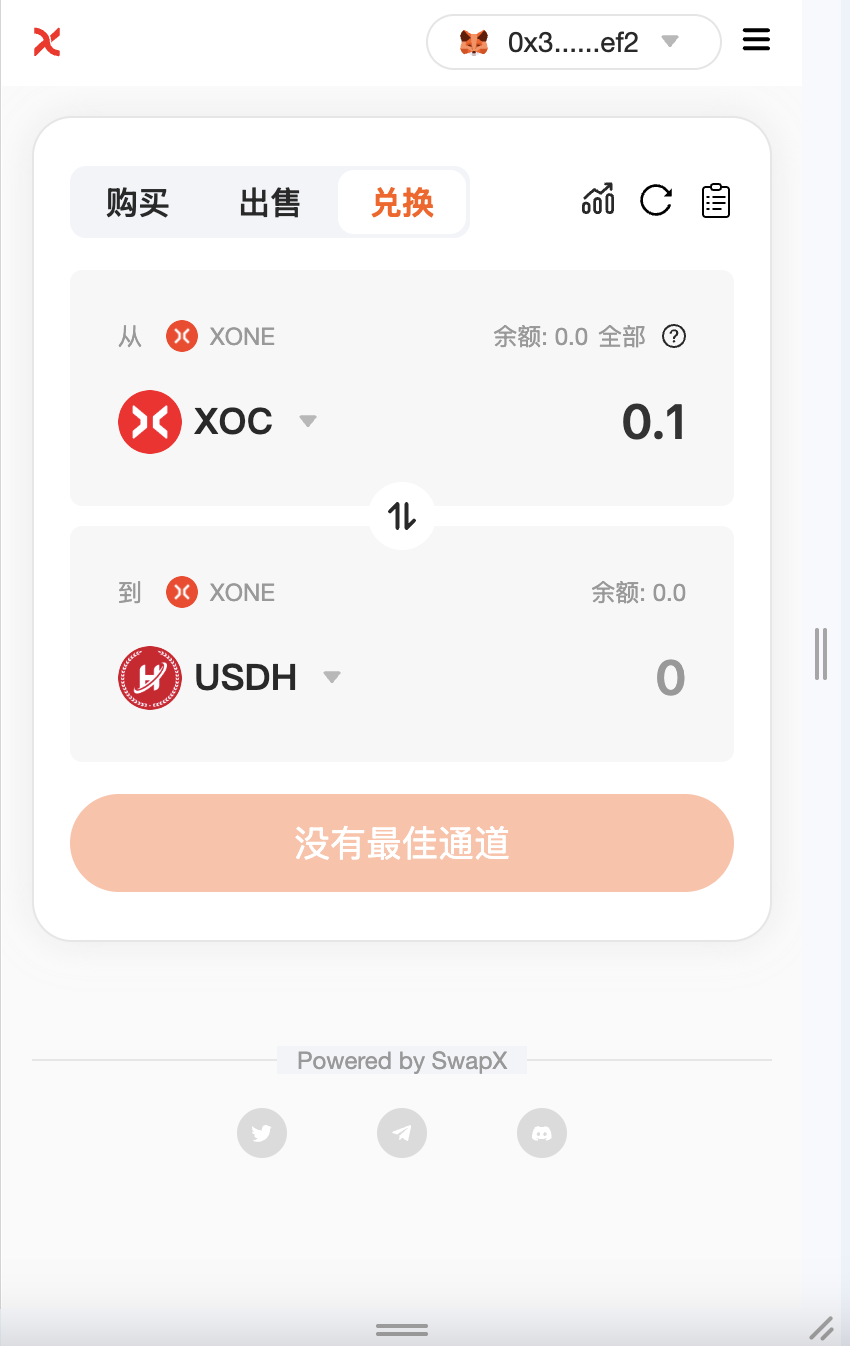 0x3......ef2
购买 出售 兑换
从 XONE 余额: 0.0 全部
XOC 0.1
到 XONE 余额: 0.0
USDH 0
没有最佳通道
Powered by SwapX